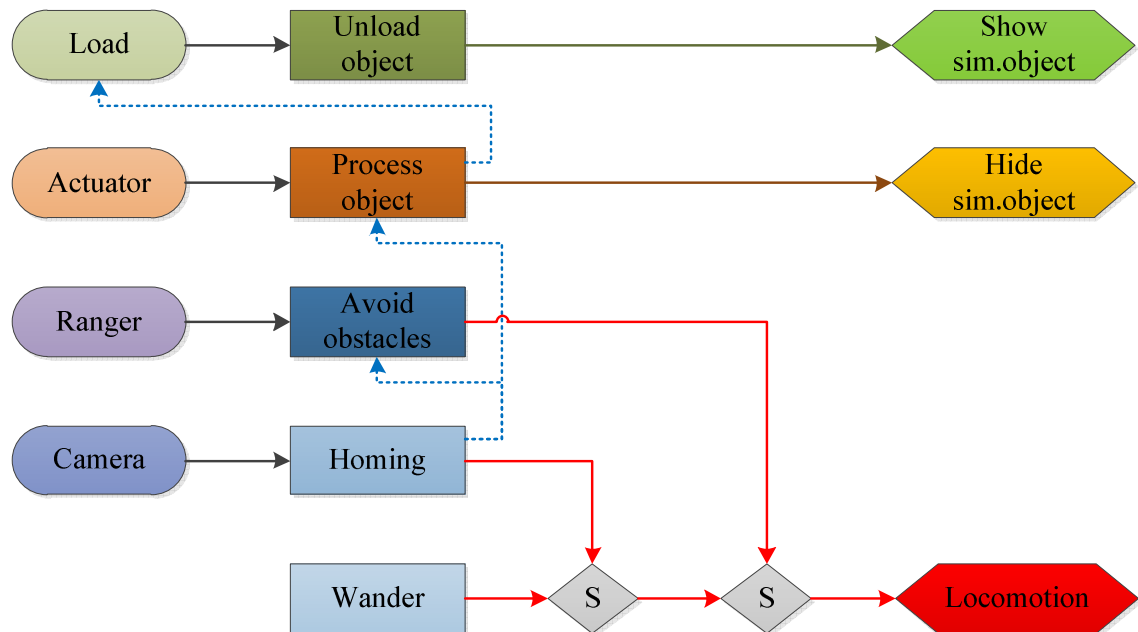 Load
Unload
object
Show
sim.object
Actuator
Process
object
Hide
sim.object
Ranger
Avoid
obstacles
Camera
Homing
Wander
S
S
Locomotion